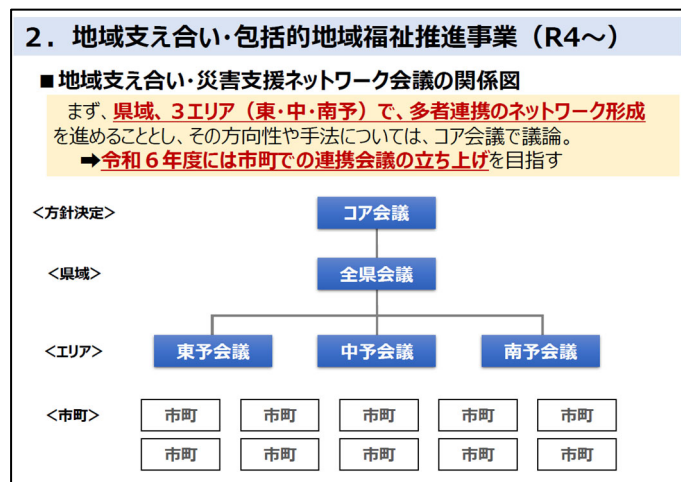 2．地域支え合い・包括的地域福祉推進事業（R4～）
■地域支え合い・災害支援ネットワーク会議の関係図
まず、県域、3エリア（東・中・南予）で、多者連携のネットワーク形成
を進めることとし、その方向性や手法については、コア会議で議論。
➡令和６年度には市町での連携会議の立ち上げを目指す
＜方針決定＞ コア会議
＜県域＞ 全県会議
＜エリア＞ 東予会議 中予会議 南予会議
＜市町＞ 市町 市町 市町 市町 市町
市町 市町 市町 市町 市町